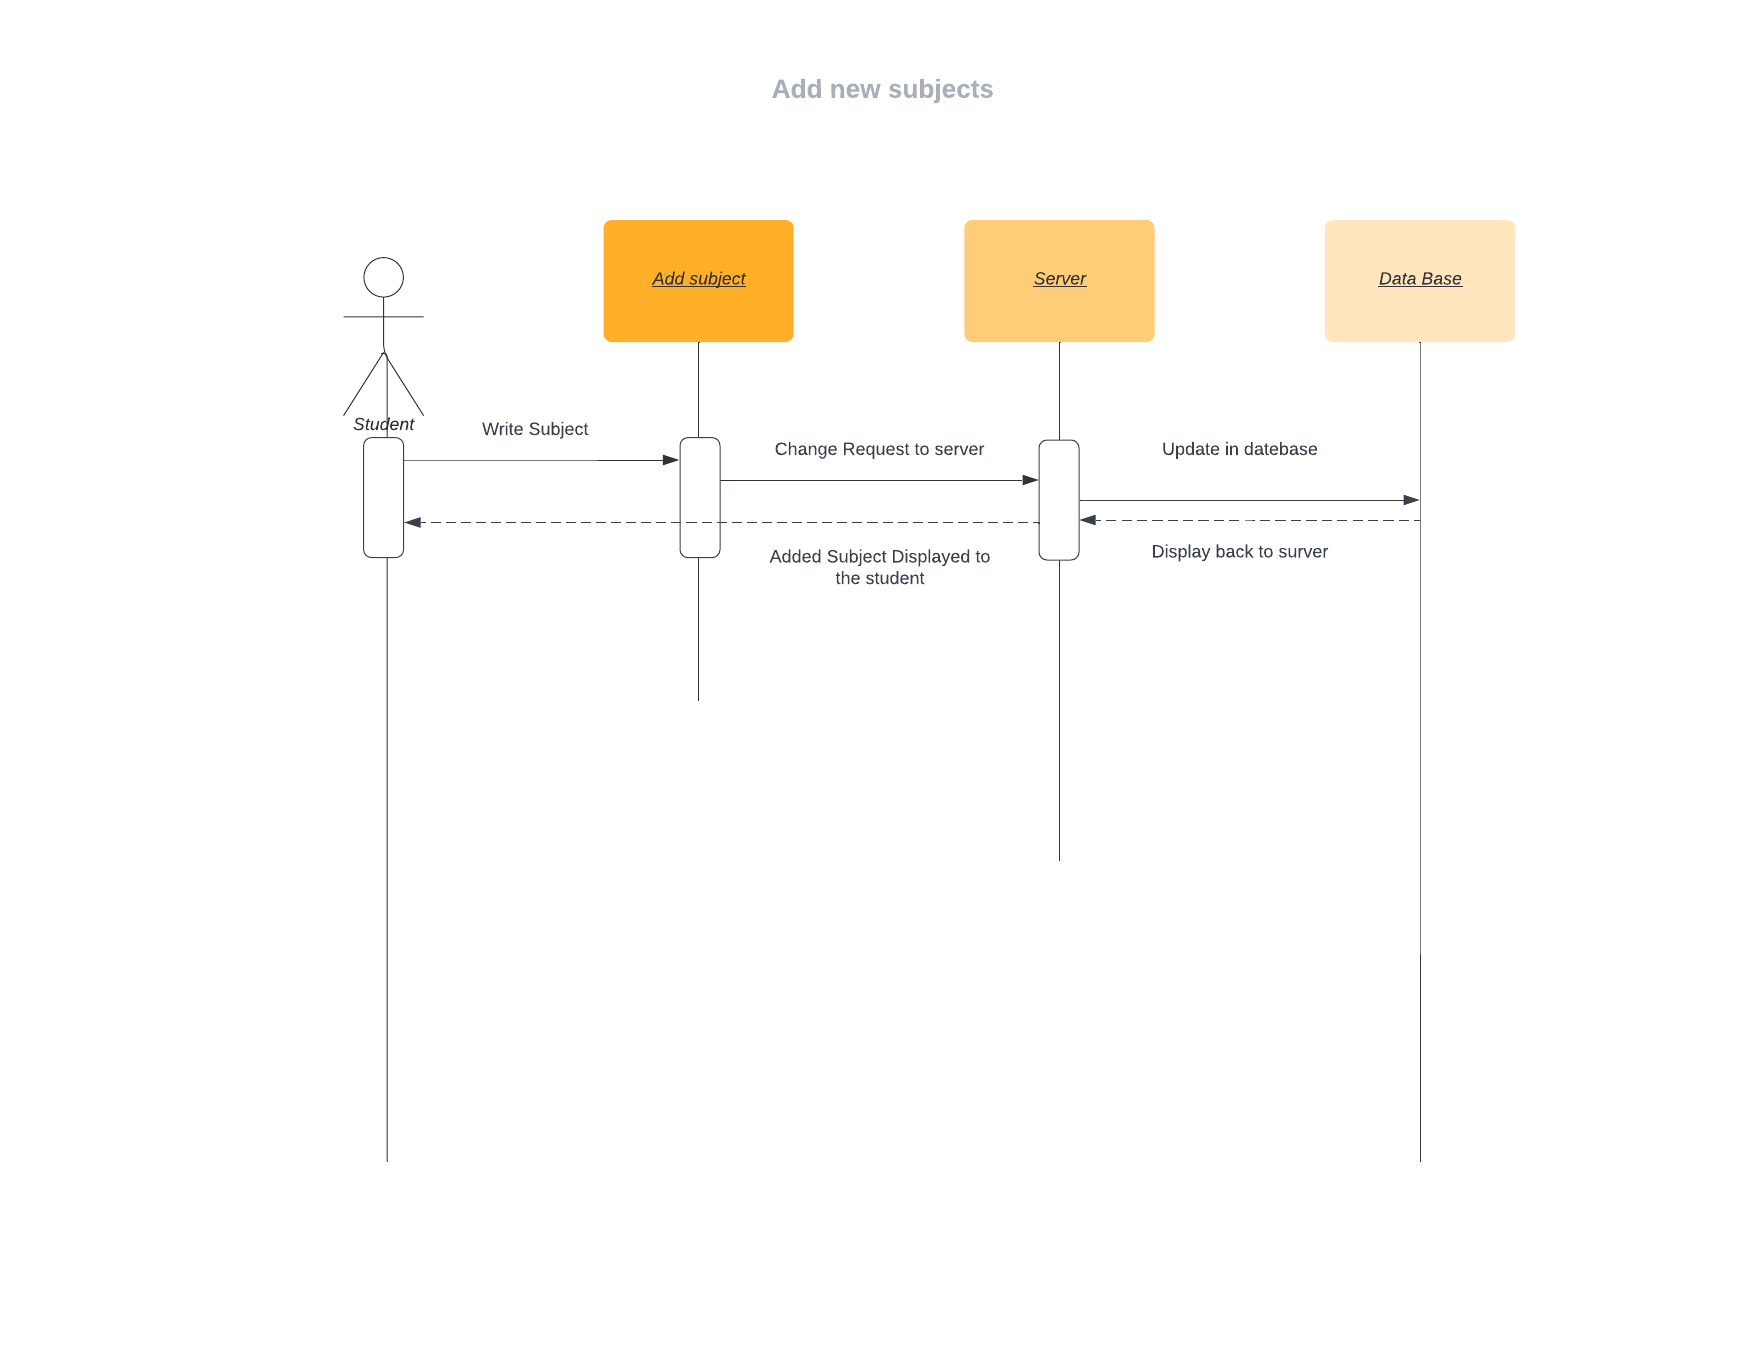 Add new subjects
Add subject
Server
Data Base
Student
Write Subject
Change Request to server
Update in datebase
Added Subject Displayed to
the student
Display back to surver